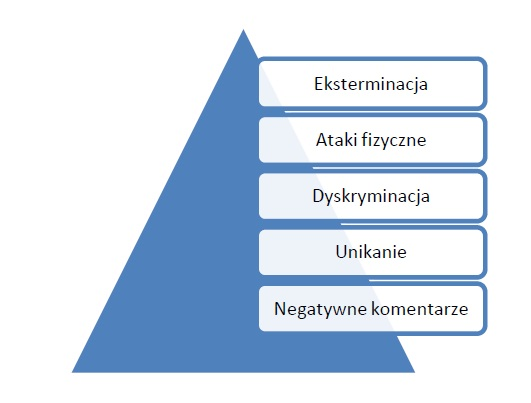 Eksterminacja
Ataki fizyczne
Dyskryminacja
Unikanie
Negatywne komentarze